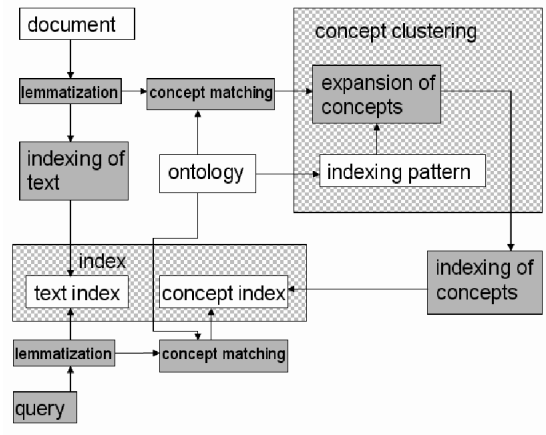 document
concept clustering
lemmatization
concept matching
expansion of
concepts
indexing of
text
ontology
indexing pattern
index
text index
concept index
indexing of
concepts
lemmatization
concept matching
query